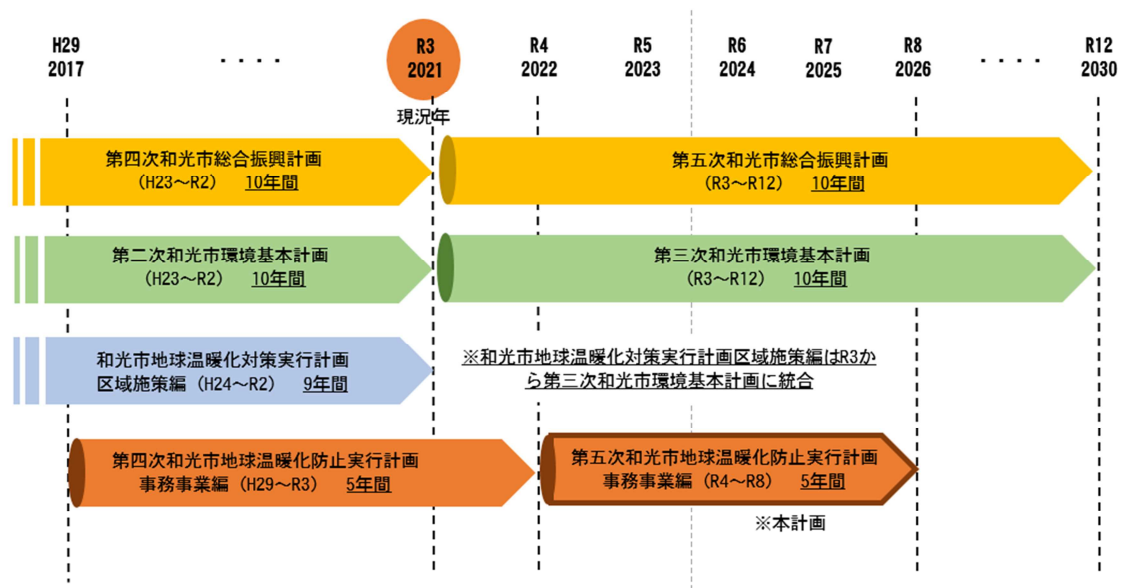 H29
2017
・・・・
R3
2021
R4
2022
R5
2023
R6
2024
R7
2025
R8
2026
・・・・
R12
2030
現況年
第四次和光市総合振興計画
(H23～R2) 10年間
第五次和光市総合振興計画
(R3～R12) 10年間
第二次和光市環境基本計画
(H23～R2) 10年間
第三次和光市環境基本計画
(R3～R12) 10年間
和光市地球温暖化対策実行計画
区域施策編(H24～R2) 9年間
※和光市地球温暖化対策実行計画区域施策編はR3か
ら第三次和光市環境基本計画に統合
第四次和光市地球温暖化防止実行計画
事務事業編(H29～R3) 5年間
第五次和光市地球温暖化防止実行計画
事務事業編(R4～R8) 5年間
※本計画